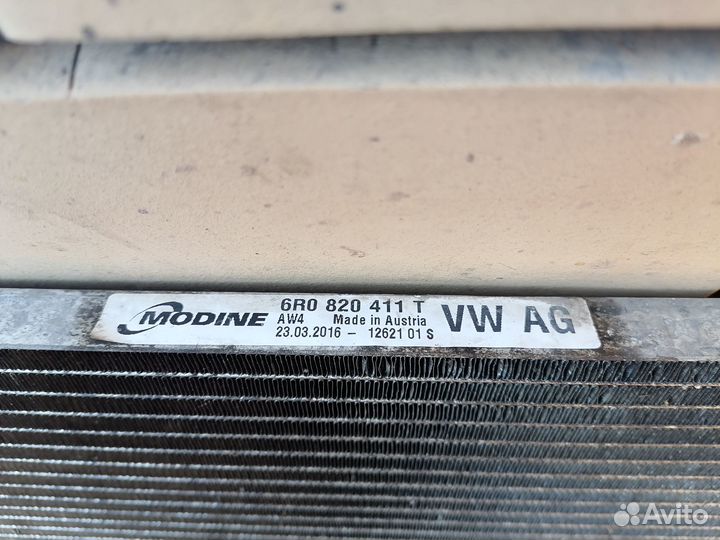 MODINE
6R0 820 411 T
AW4 Made in Austria
23.03.2016 - 12621 01 S
VW AG
Avito